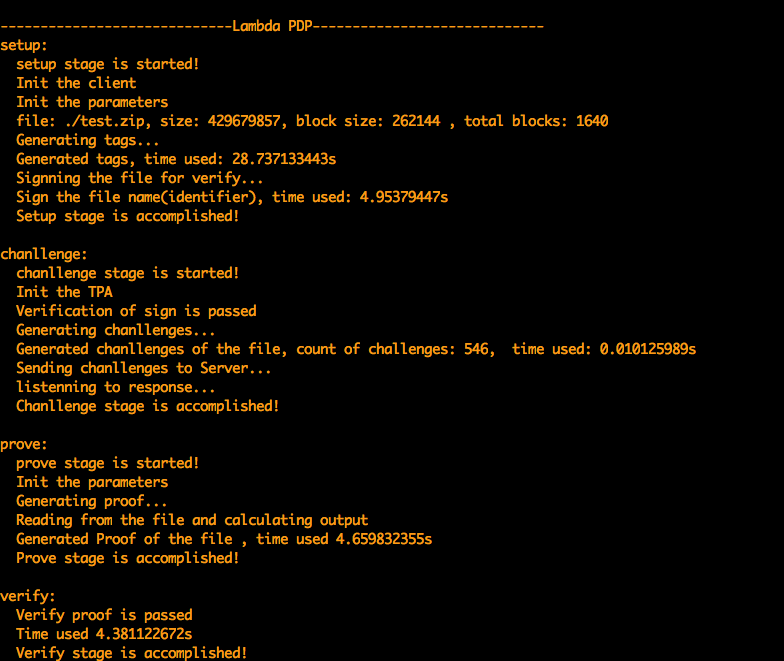 -----------------------------Lambda PDP-----------------------------
setup:
  setup stage is started!
  Init the client
  Init the parameters
  file: ./test.zip, size: 429679857, block size: 262144 , total blocks: 1640
  Generating tags...
  Generated tags, time used: 28.737133443s
  Signning the file for verify...
  Sign the file name(identifier), time used: 4.95379447s
  Setup stage is accomplished!

chanllenge:
  chanllenge stage is started!
  Init the TPA
  Verification of sign is passed
  Generating chanllenges...
  Generated chanllenges of the file, count of challenges: 546,  time used: 0.010125989s
  Sending chanllenges to Server...
  listenning to response...
  Chanllenge stage is accomplished!

prove:
  prove stage is started!
  Init the parameters
  Generating proof...
  Reading from the file and calculating output
  Generated Proof of the file , time used 4.659832355s
  Prove stage is accomplished!

verify:
  Verify proof is passed
  Time used 4.381122672s
  Verify stage is accomplished!